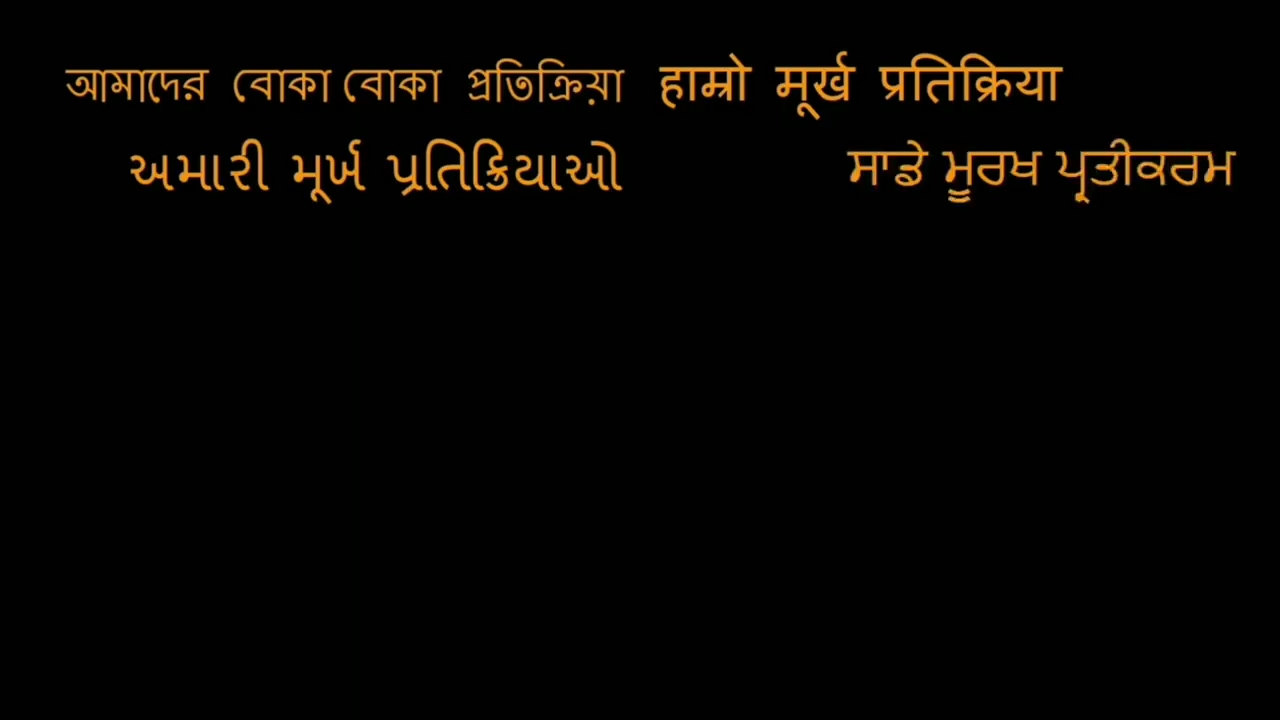 আমাদের বোকা বোকা প্রতিক্রিয়া हाम्रो मूर्ख प्रतिक्रिया
અમારી મૂર્ખ પ્રતિક્રિયાઓ ਸਾਡੇ ਮੂਰਖ ਪ੍ਰਤੀਕਰਮ